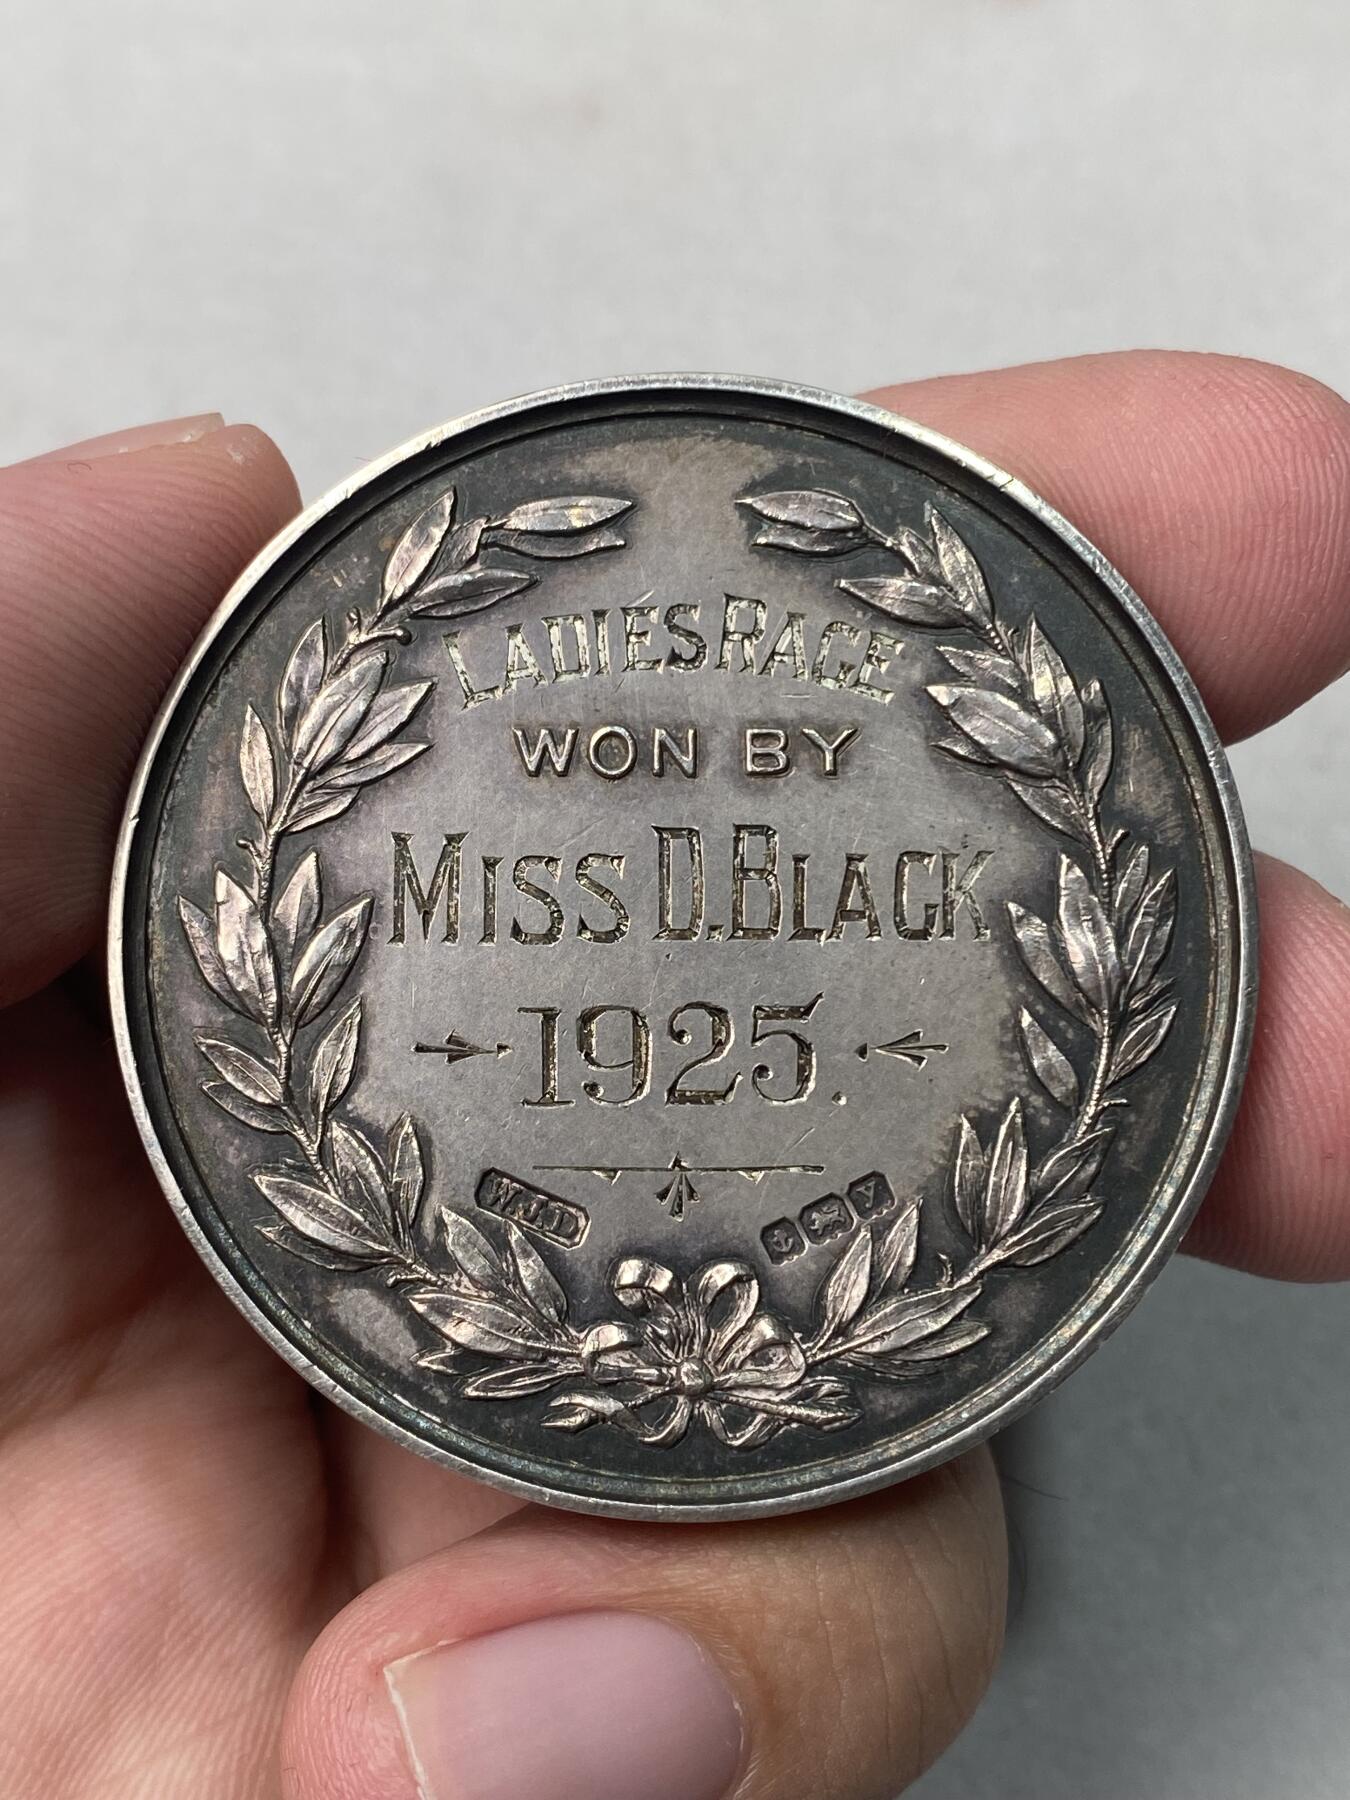 LADIES RACE
WON BY
MISS D. BLACK
1925.
W.J.D
y